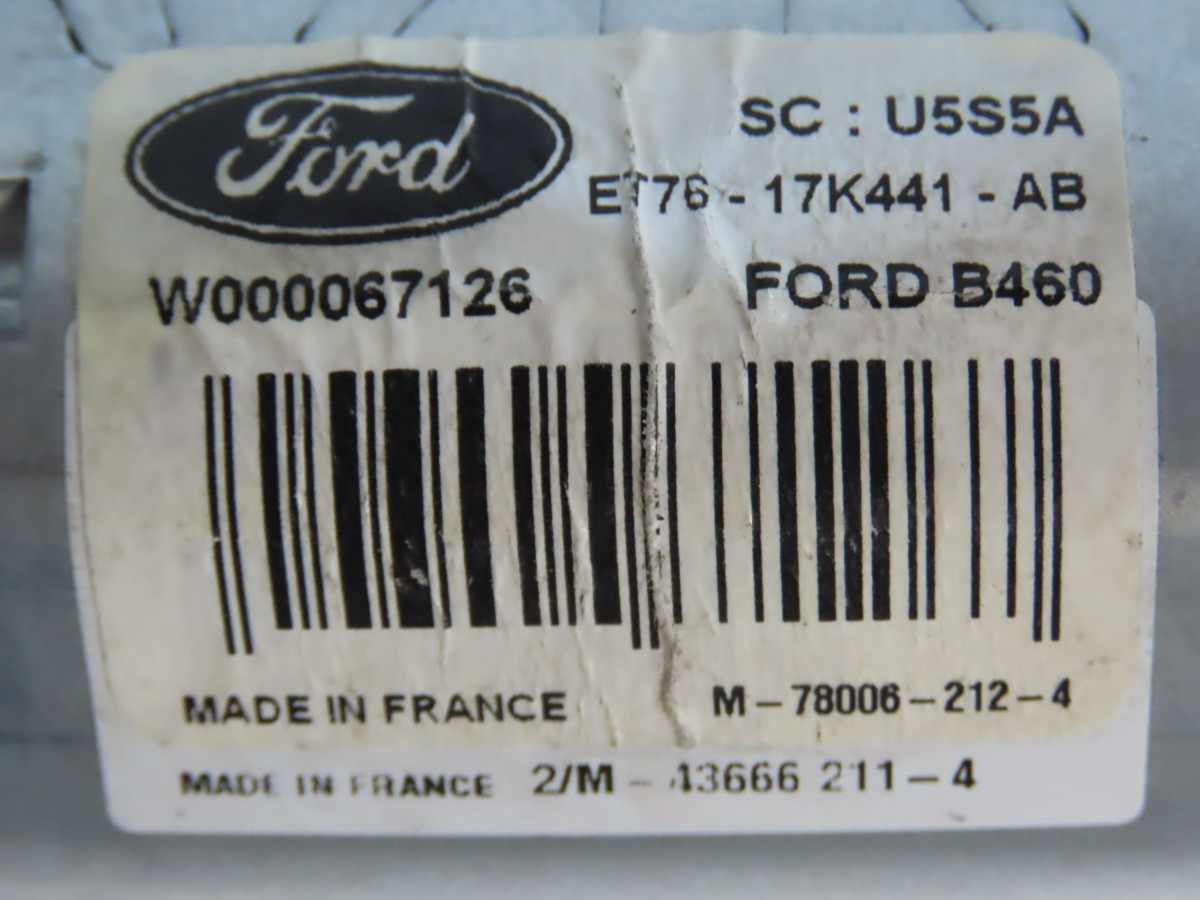 Ford
SC : U5S5A
ET76 - 17K441 - AB
W000067126
FORD B460
MADE IN FRANCE
M-78006-212-4
MADE IN FRANCE 2/M - 43666 211-4